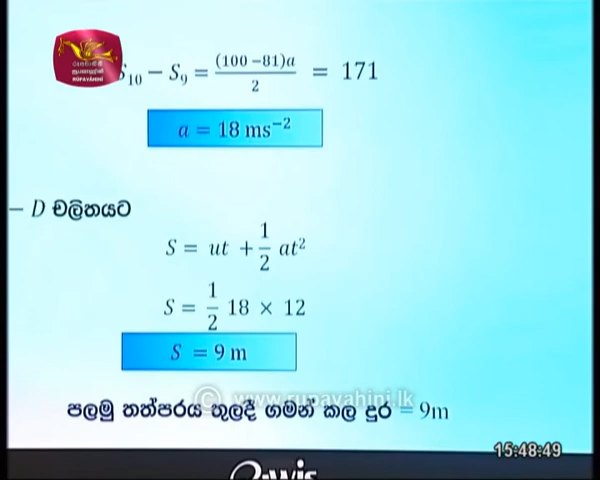 S₁₀ − S₉ = (100 −81)a / 2 = 171
a = 18 ms⁻²
− D චලිතයට
S = ut + 1/2 at²
S = 1/2 18 × 12
S = 9 m
© www.rupavahini.lk
පලමු තත්පරය තුලදී ගමන් කල දුර = 9m
15:48:49